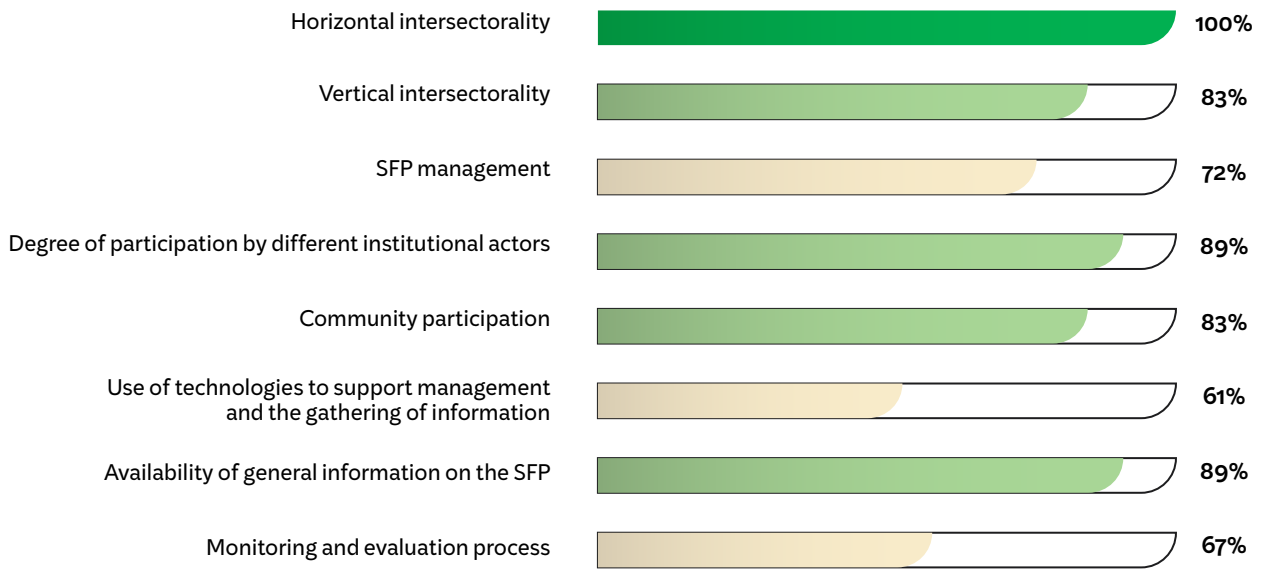 Horizontal intersectorality 100%
Vertical intersectorality 83%
SFP management 72%
Degree of participation by different institutional actors 89%
Community participation 83%
Use of technologies to support management
and the gathering of information 61%
Availability of general information on the SFP 89%
Monitoring and evaluation process 67%